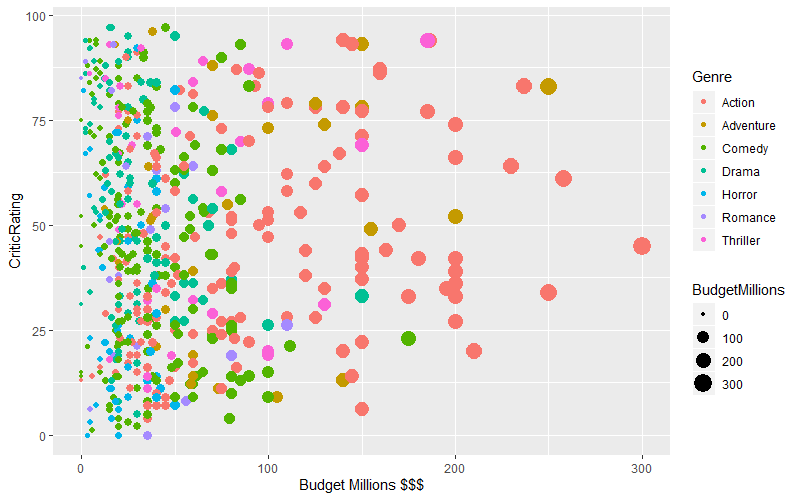 100
75
50
25
0
CriticRating
0
100
200
300
Budget Millions $$$
Genre
Action
Adventure
Comedy
Drama
Horror
Romance
Thriller
BudgetMillions
0
100
200
300